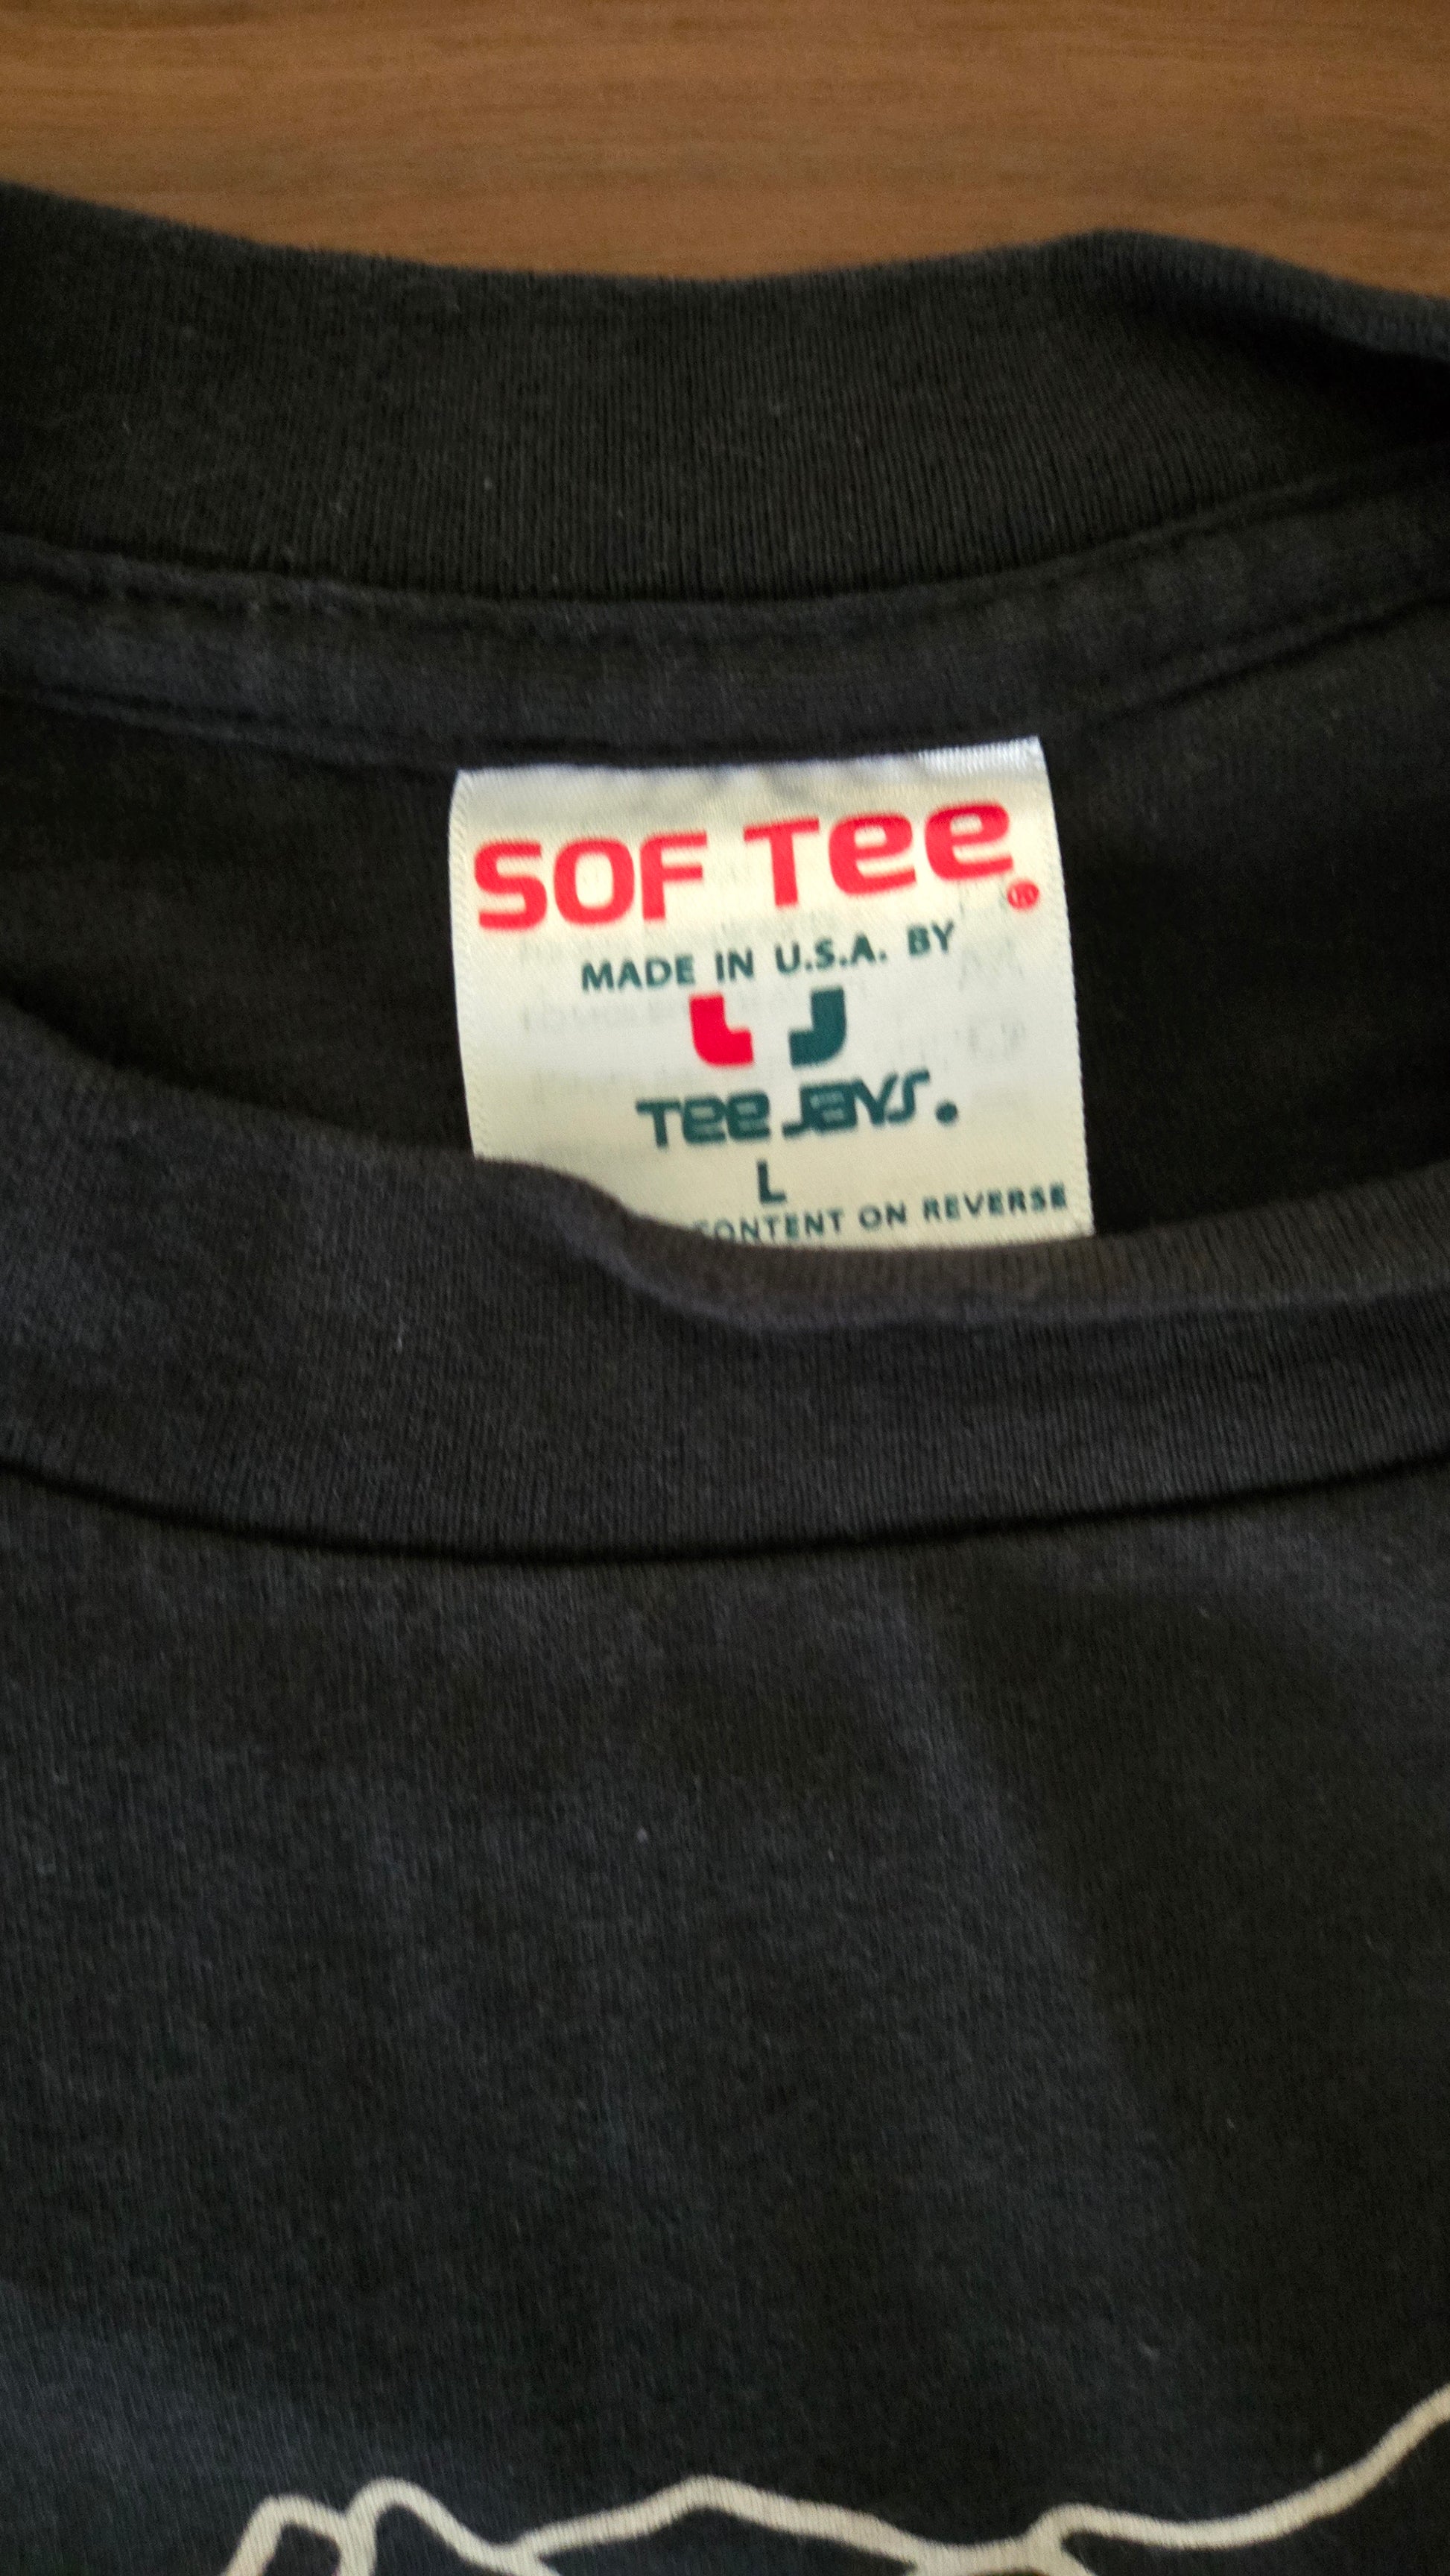 SOF Tee®
MADE IN U.S.A. BY
Tee Jays.
L
CONTENT ON REVERSE